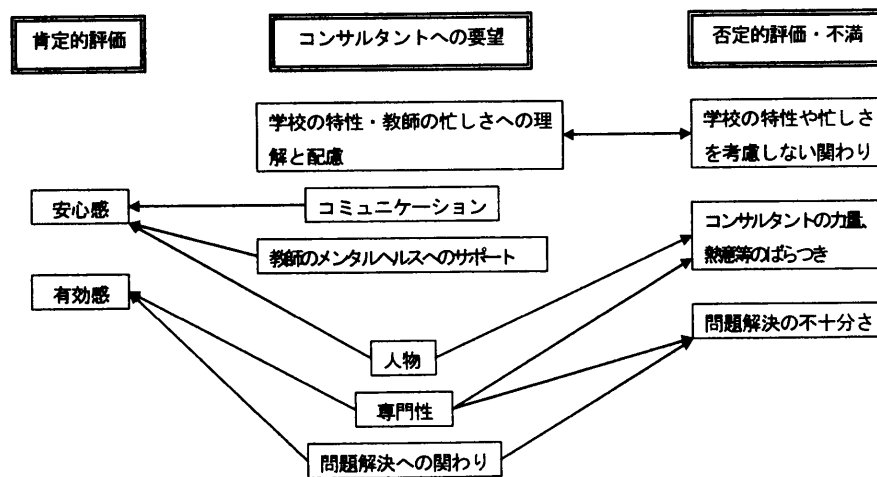 肯定的評価
コンサルタントへの要望
否定的評価・不満
学校の特性・教師の忙しさへの理
解と配慮
学校の特性や忙しさ
を考慮しない関わり
安心感
コミュニケーション
コンサルタントの力量、
熱意等のばらつき
教師のメンタルヘルスへのサポート
有効感
問題解決の不十分さ
人物
専門性
問題解決への関わり